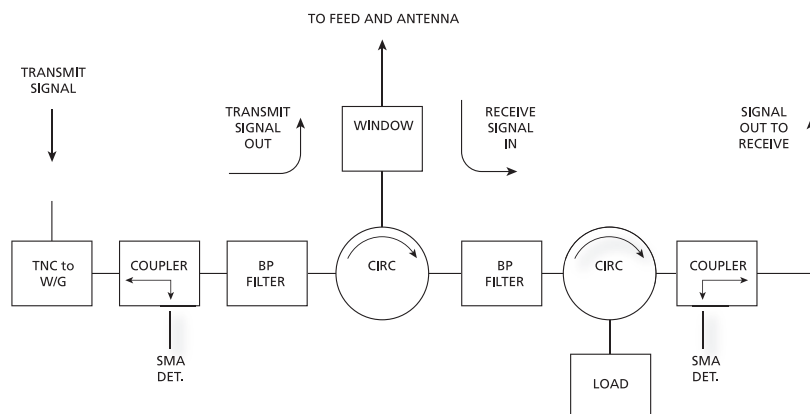 TO FEED AND ANTENNA
TRANSMIT
SIGNAL
TRANSMIT
SIGNAL
OUT
WINDOW
RECEIVE
SIGNAL
IN
SIGNAL
OUT TO
RECEIVE
TNC to
W/G
COUPLER
BP
FILTER
CIRC
BP
FILTER
CIRC
COUPLER
SMA
DET.
LOAD
SMA
DET.